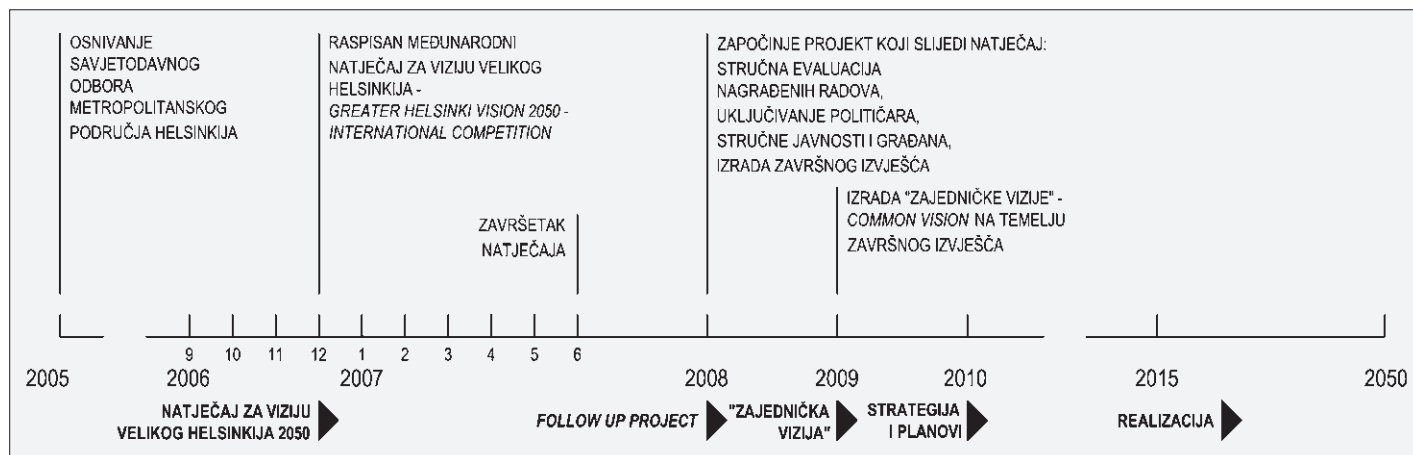 OSNIVANJE
SAVJETODAVNOG
ODBORA
METROPOLITANSKOG
PODRUČJA HELSINKIJA
RASPISAN MEĐUNARODNI
NATJEČAJ ZA VIZIJU VELIKOG
HELSINKIJA -
GREATER HELSINKI VISION 2050 -
INTERNATIONAL COMPETITION
ZAVRŠETAK
NATJEČAJA
ZAPOČINJE PROJEKT KOJI SLIJEDI NATJEČAJ:
STRUČNA EVALUACIJA
NAGRAĐENIH RADOVA,
UKLJUČIVANJE POLITIČARA,
STRUČNE JAVNOSTI I GRAĐANA,
IZRADA ZAVRŠNOG IZVJEŠĆA
IZRADA "ZAJEDNIČKE VIZIJE" -
COMMON VISION NA TEMELJU
ZAVRŠNOG IZVJEŠČA
9 10 11 12 1 2 3 4 5 6
2005 2006 2007 2008 2009 2010 2015 2050
NATJEČAJ ZA VIZIJU
VELIKOG HELSINKIJA 2050
FOLLOW UP PROJECT
"ZAJEDNIČKA
VIZIJA"
STRATEGIJA
I PLANOVI
REALIZACIJA